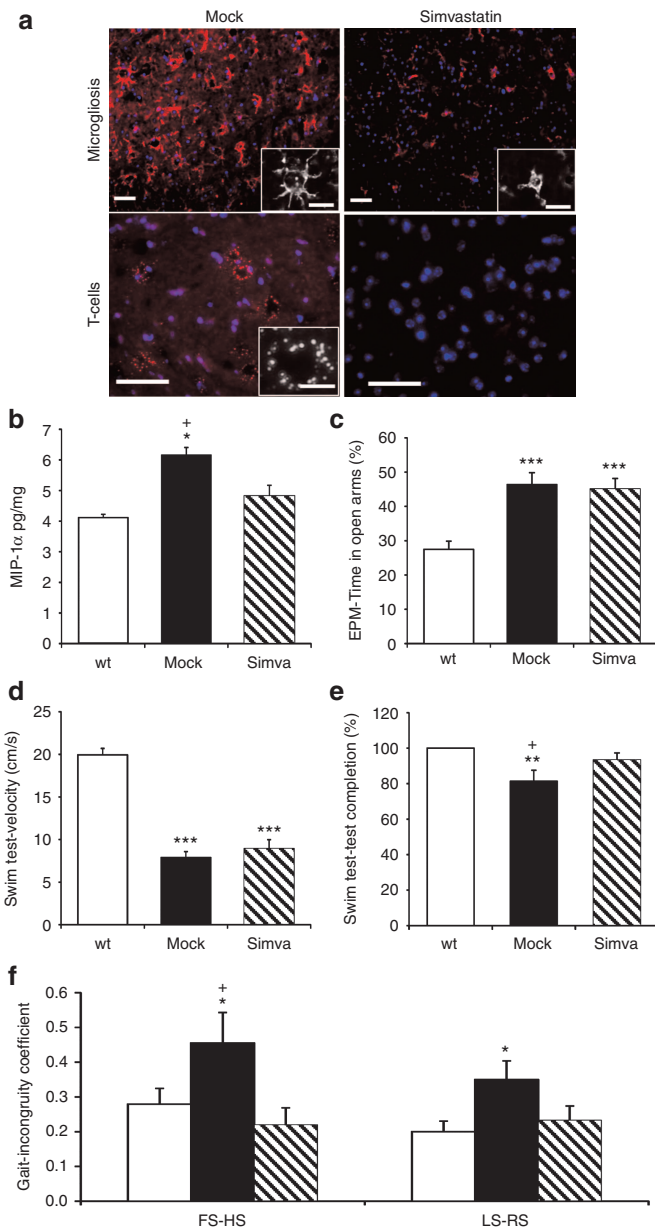 a
Mock
Simvastatin
Microgliosis
T-cells
b
MIP-1α pg/mg
7
6
5
4
3
2
1
0
+
*
wt
Mock
Simva
c
EPM-Time in open arms (%)
60
50
40
30
20
10
0
***
***
wt
Mock
Simva
d
Swim test-velocity (cm/s)
25
20
15
10
5
0
***
***
wt
Mock
Simva
e
Swim test-test completion (%)
120
100
80
60
40
20
0
+
**
wt
Mock
Simva
f
Gait-incongruity coefficient
0.6
0.5
0.4
0.3
0.2
0.1
0.0
+
*
*
FS-HS
LS-RS